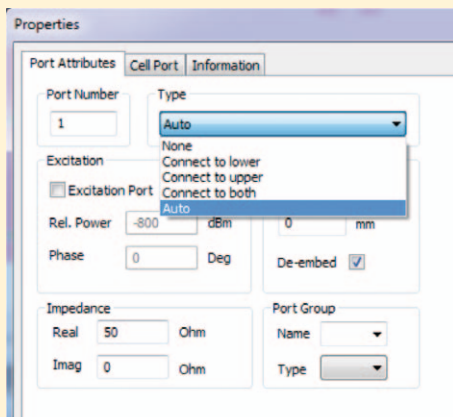 Properties
Port Attributes Cell Port Information
Port Number Type
1 Auto
None
Connect to lower
Connect to upper
Connect to both
Auto
Excitation
Excitation Port
Rel. Power -800 dBm 0 mm
Phase 0 Deg De-embed
Impedance Port Group
Real 50 Ohm Name
Imag 0 Ohm Type